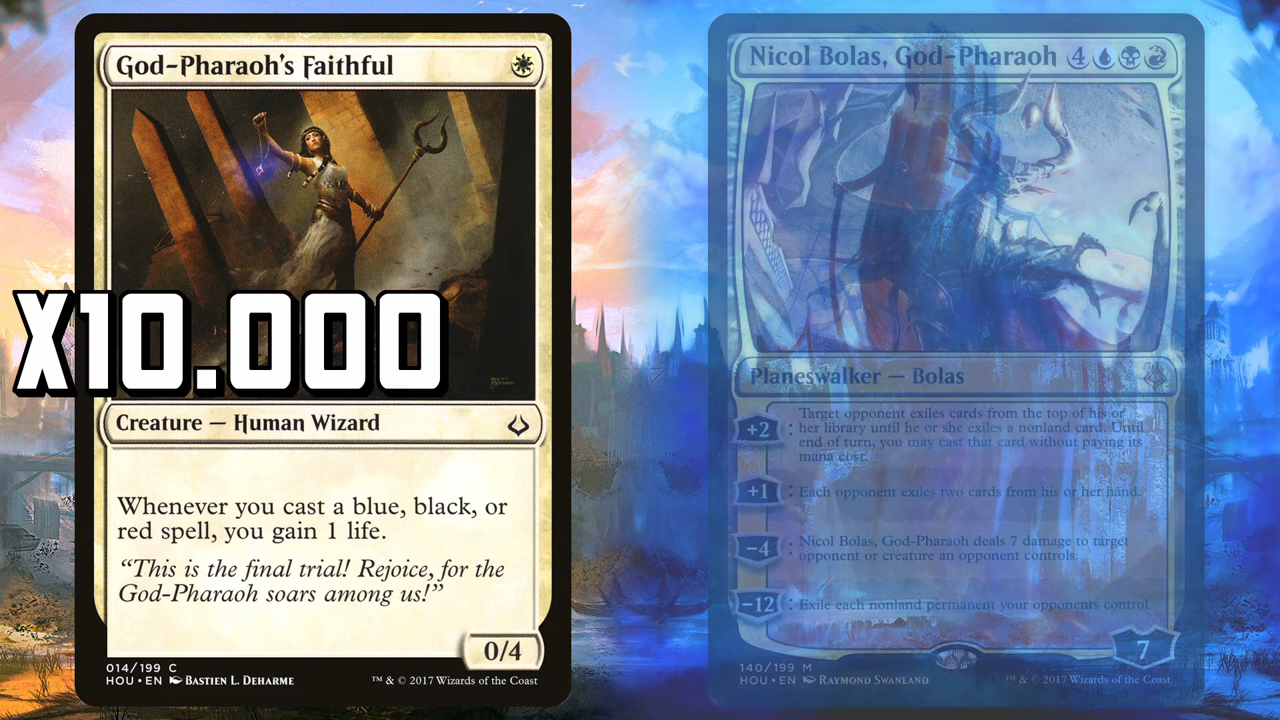 God-Pharaoh's Faithful
X10.000
Creature — Human Wizard
Whenever you cast a blue, black, or
red spell, you gain 1 life.
“This is the final trial! Rejoice, for the
God-Pharaoh soars among us!”
0/4
014/199 C
HOU • EN Bastien L. Deharme
™ & © 2017 Wizards of the Coast
Nicol Bolas, God-Pharaoh 4
Planeswalker — Bolas
+2 : Target opponent exiles cards from the top of his or
her library until he or she exiles a nonland card. Until
end of turn, you may cast that card without paying its
mana cost.
+1 : Each opponent exiles two cards from his or her hand.
−4 : Nicol Bolas, God-Pharaoh deals 7 damage to target
opponent or creature an opponent controls.
−12 : Exile each nonland permanent your opponents control.
7
140/199 M
HOU • EN Raymond Swanland
™ & © 2017 Wizards of the Coast